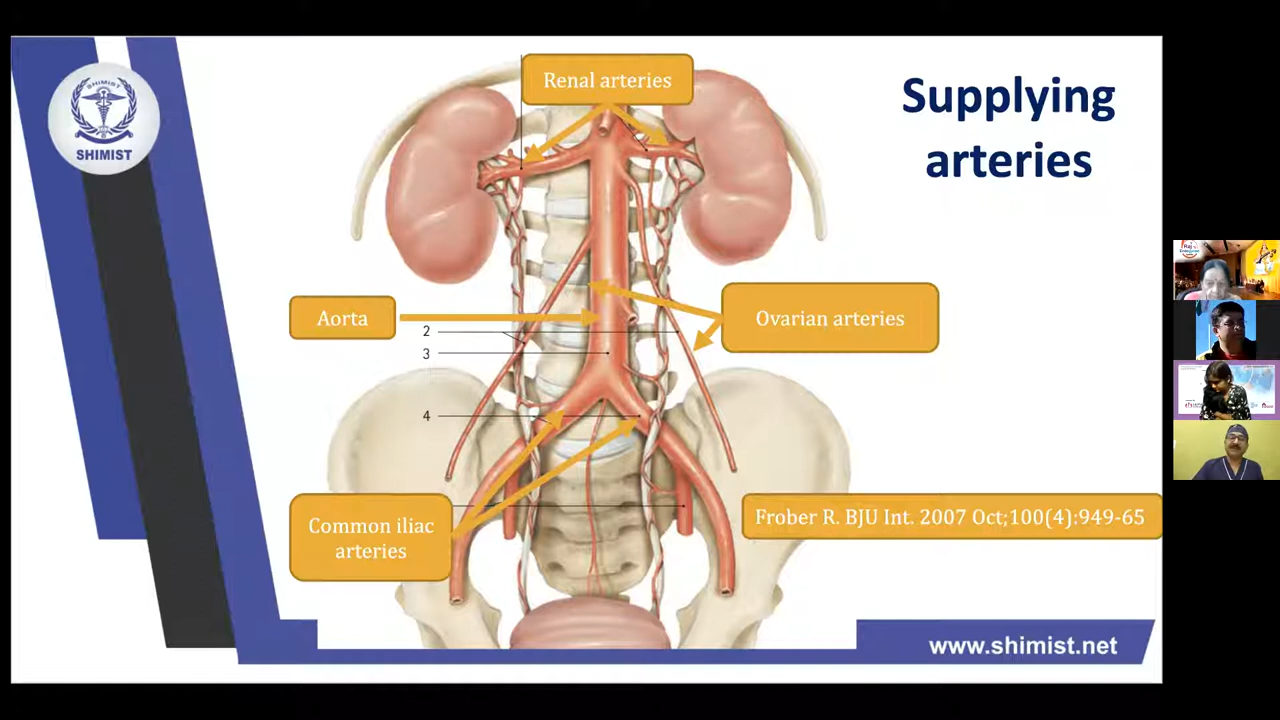 SHIMIST
SHIMIST
Renal arteries
Supplying
arteries
Aorta
Ovarian arteries
2
3
4
Common iliac
arteries
Frober R. BJU Int. 2007 Oct;100(4):949-65
www.shimist.net